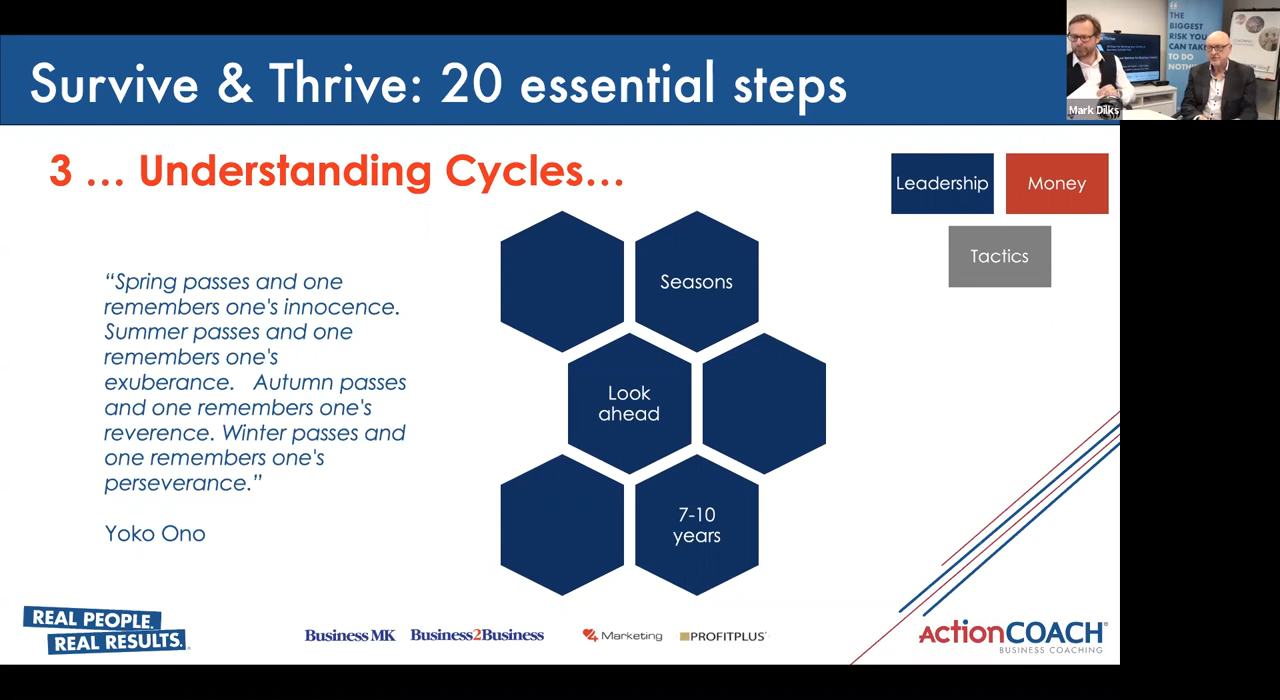 Survive & Thrive: 20 essential steps
THE
BIGGEST
RISK YOU
CAN TAKE
TO DO
NOTHING
Mark Dilks
3 … Understanding Cycles…
Leadership
Money
Tactics
“Spring passes and one
remembers one's innocence.
Summer passes and one
remembers one's
exuberance.   Autumn passes
and one remembers one's
reverence. Winter passes and
one remembers one's
perseverance.”
Yoko Ono
Seasons
Look
ahead
7-10
years
REAL PEOPLE.
REAL RESULTS.
Business MK
Business2Business
4 Marketing
PROFITPLUS
ActionCOACH
BUSINESS COACHING